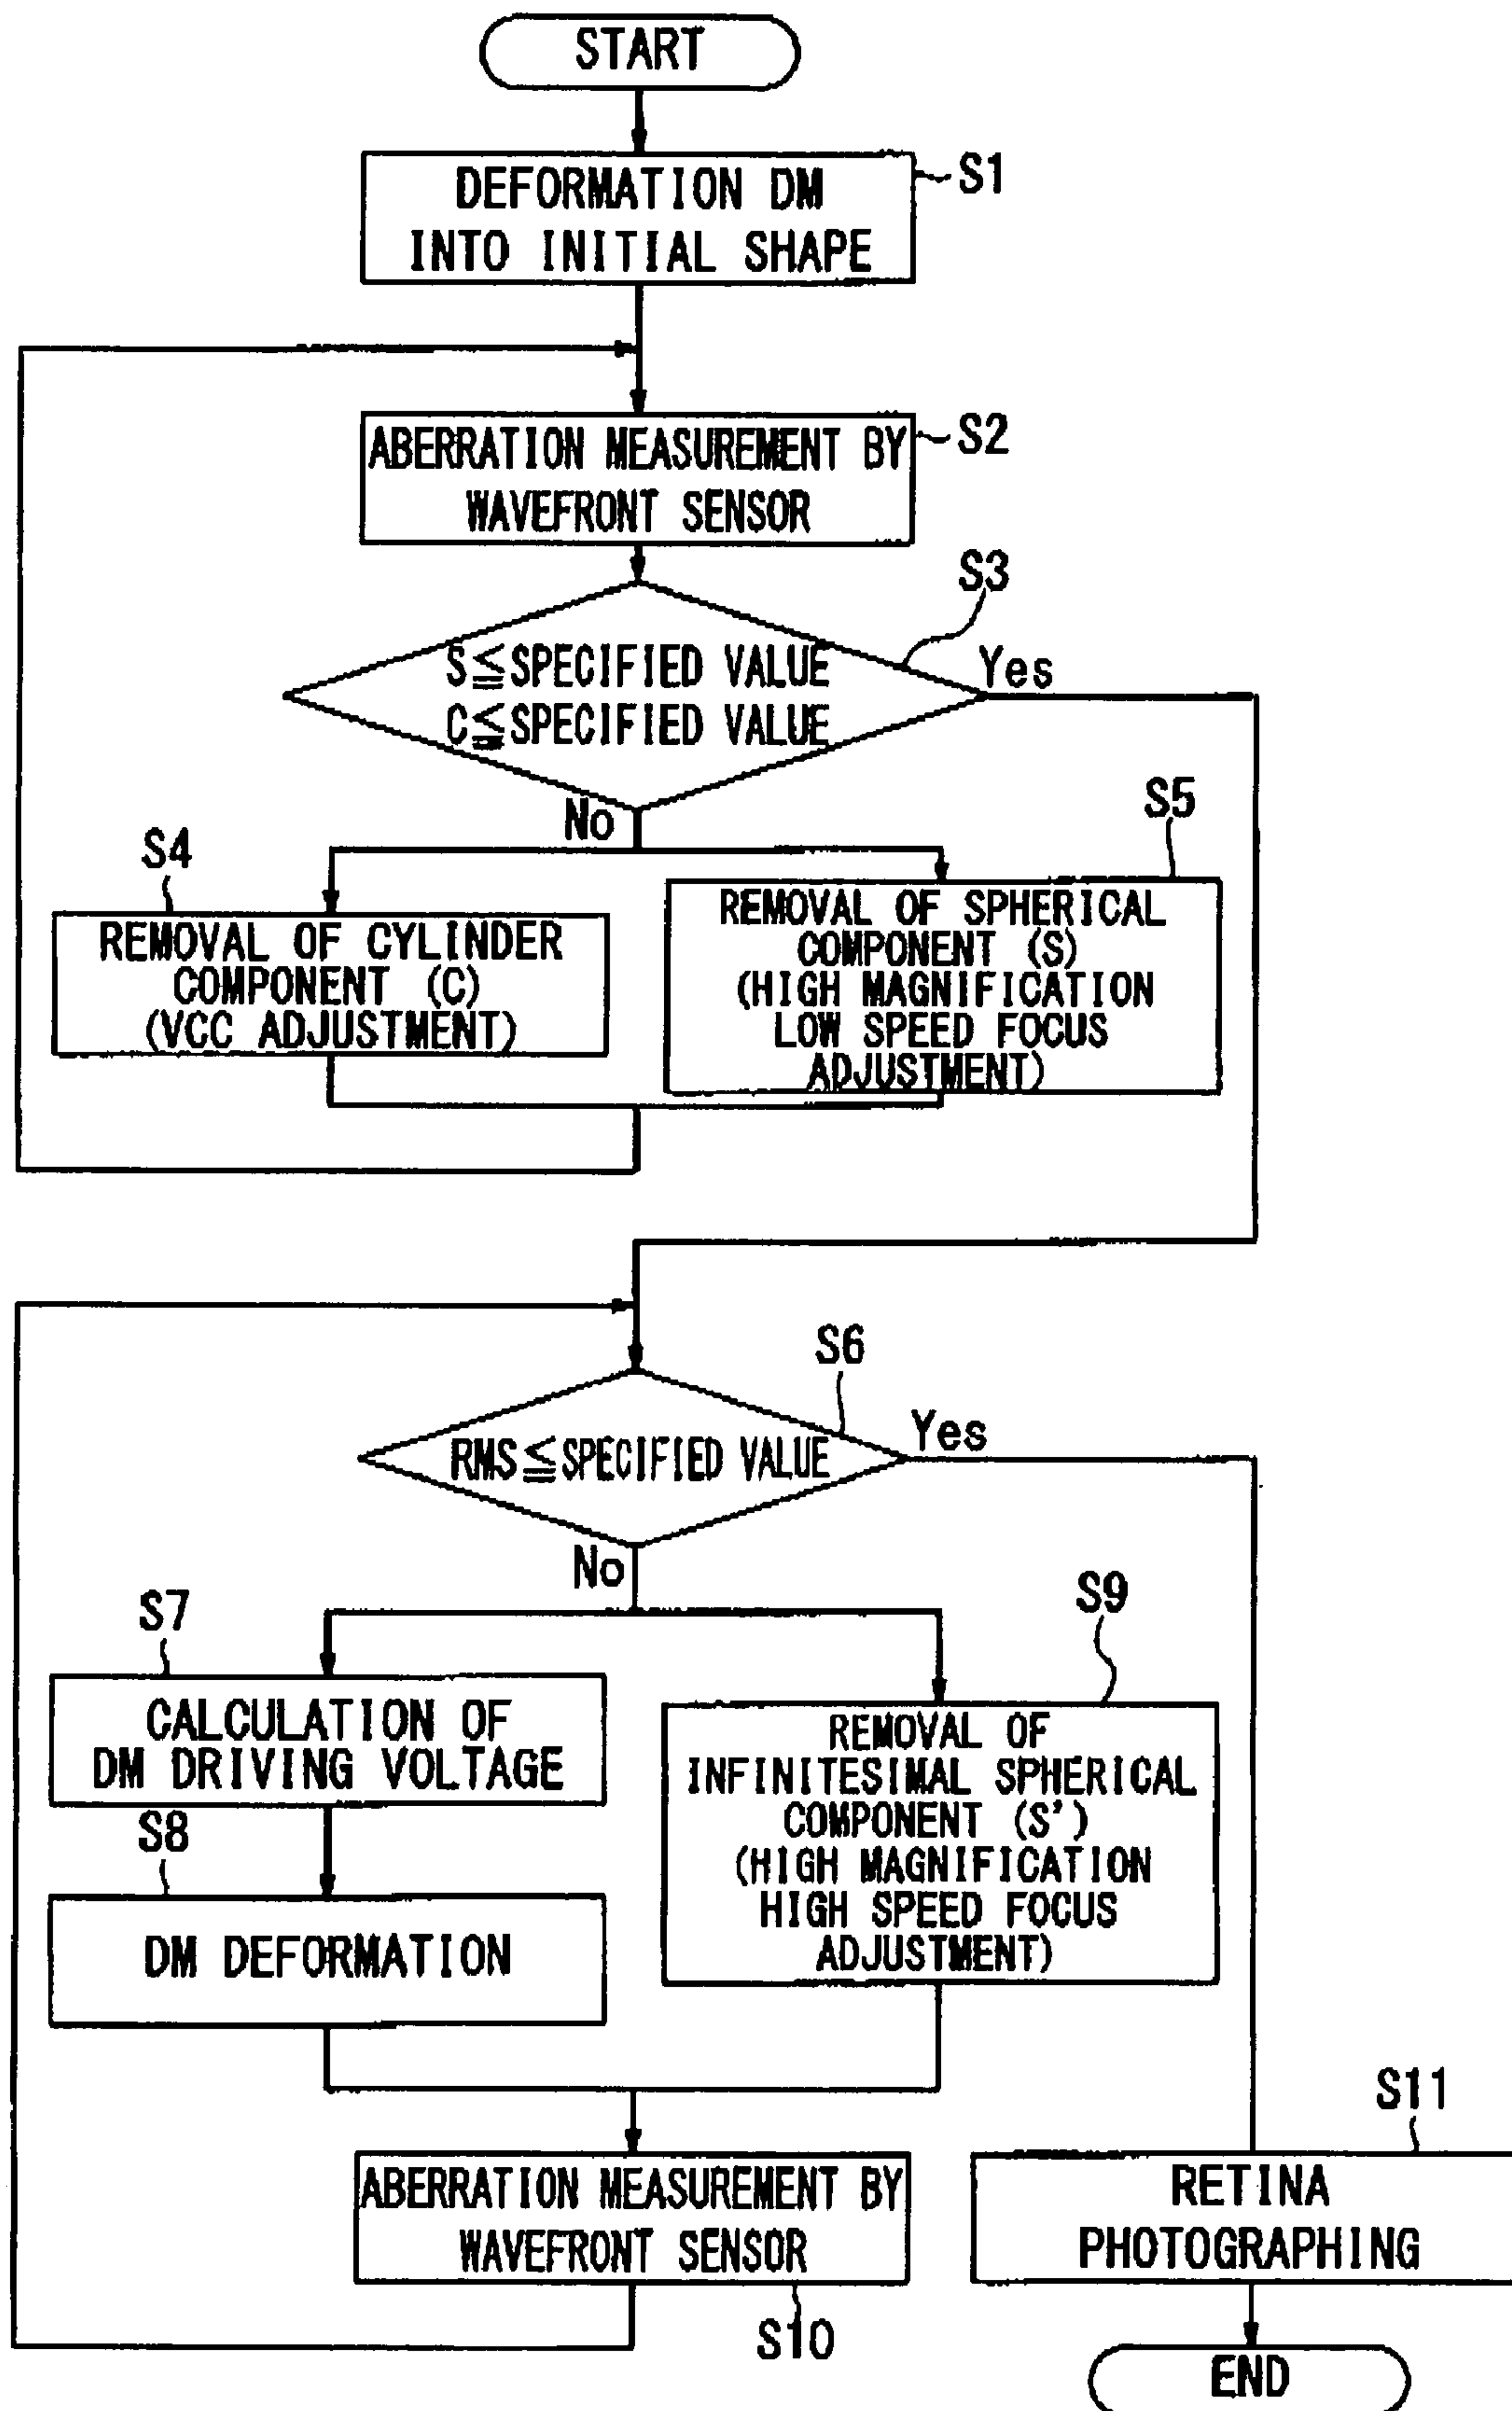 START
DEFORMATION DM
INTO INITIAL SHAPE
S1
ABERRATION MEASUREMENT BY
WAVEFRONT SENSOR
S2
S3
S≦SPECIFIED VALUE
C≦SPECIFIED VALUE
Yes
No
S4
REMOVAL OF CYLINDER
COMPONENT (C)
(VCC ADJUSTMENT)
S5
REMOVAL OF SPHERICAL
COMPONENT (S)
(HIGH MAGNIFICATION
LOW SPEED FOCUS
ADJUSTMENT)
S6
RMS≦SPECIFIED VALUE
Yes
No
S7
CALCULATION OF
DM DRIVING VOLTAGE
S8
DM DEFORMATION
S9
REMOVAL OF
INFINITESIMAL SPHERICAL
COMPONENT (S')
(HIGH MAGNIFICATION
HIGH SPEED FOCUS
ADJUSTMENT)
ABERRATION MEASUREMENT BY
WAVEFRONT SENSOR
S10
S11
RETINA
PHOTOGRAPHING
END